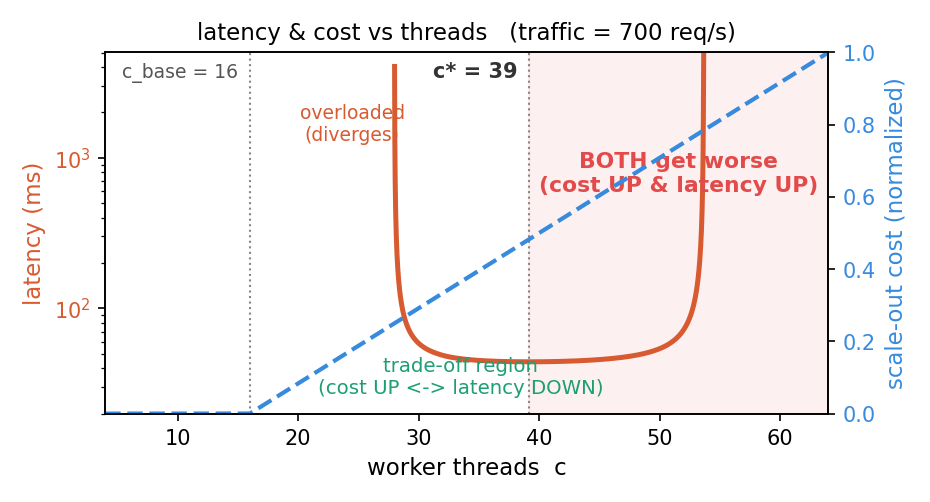 latency & cost vs threads   (traffic = 700 req/s)
c_base = 16
c* = 39
overloaded
(diverges)
BOTH get worse
(cost UP & latency UP)
trade-off region
(cost UP <-> latency DOWN)
latency (ms)
10³
10²
scale-out cost (normalized)
1.0
0.8
0.6
0.4
0.2
0.0
10
20
30
40
50
60
worker threads  c